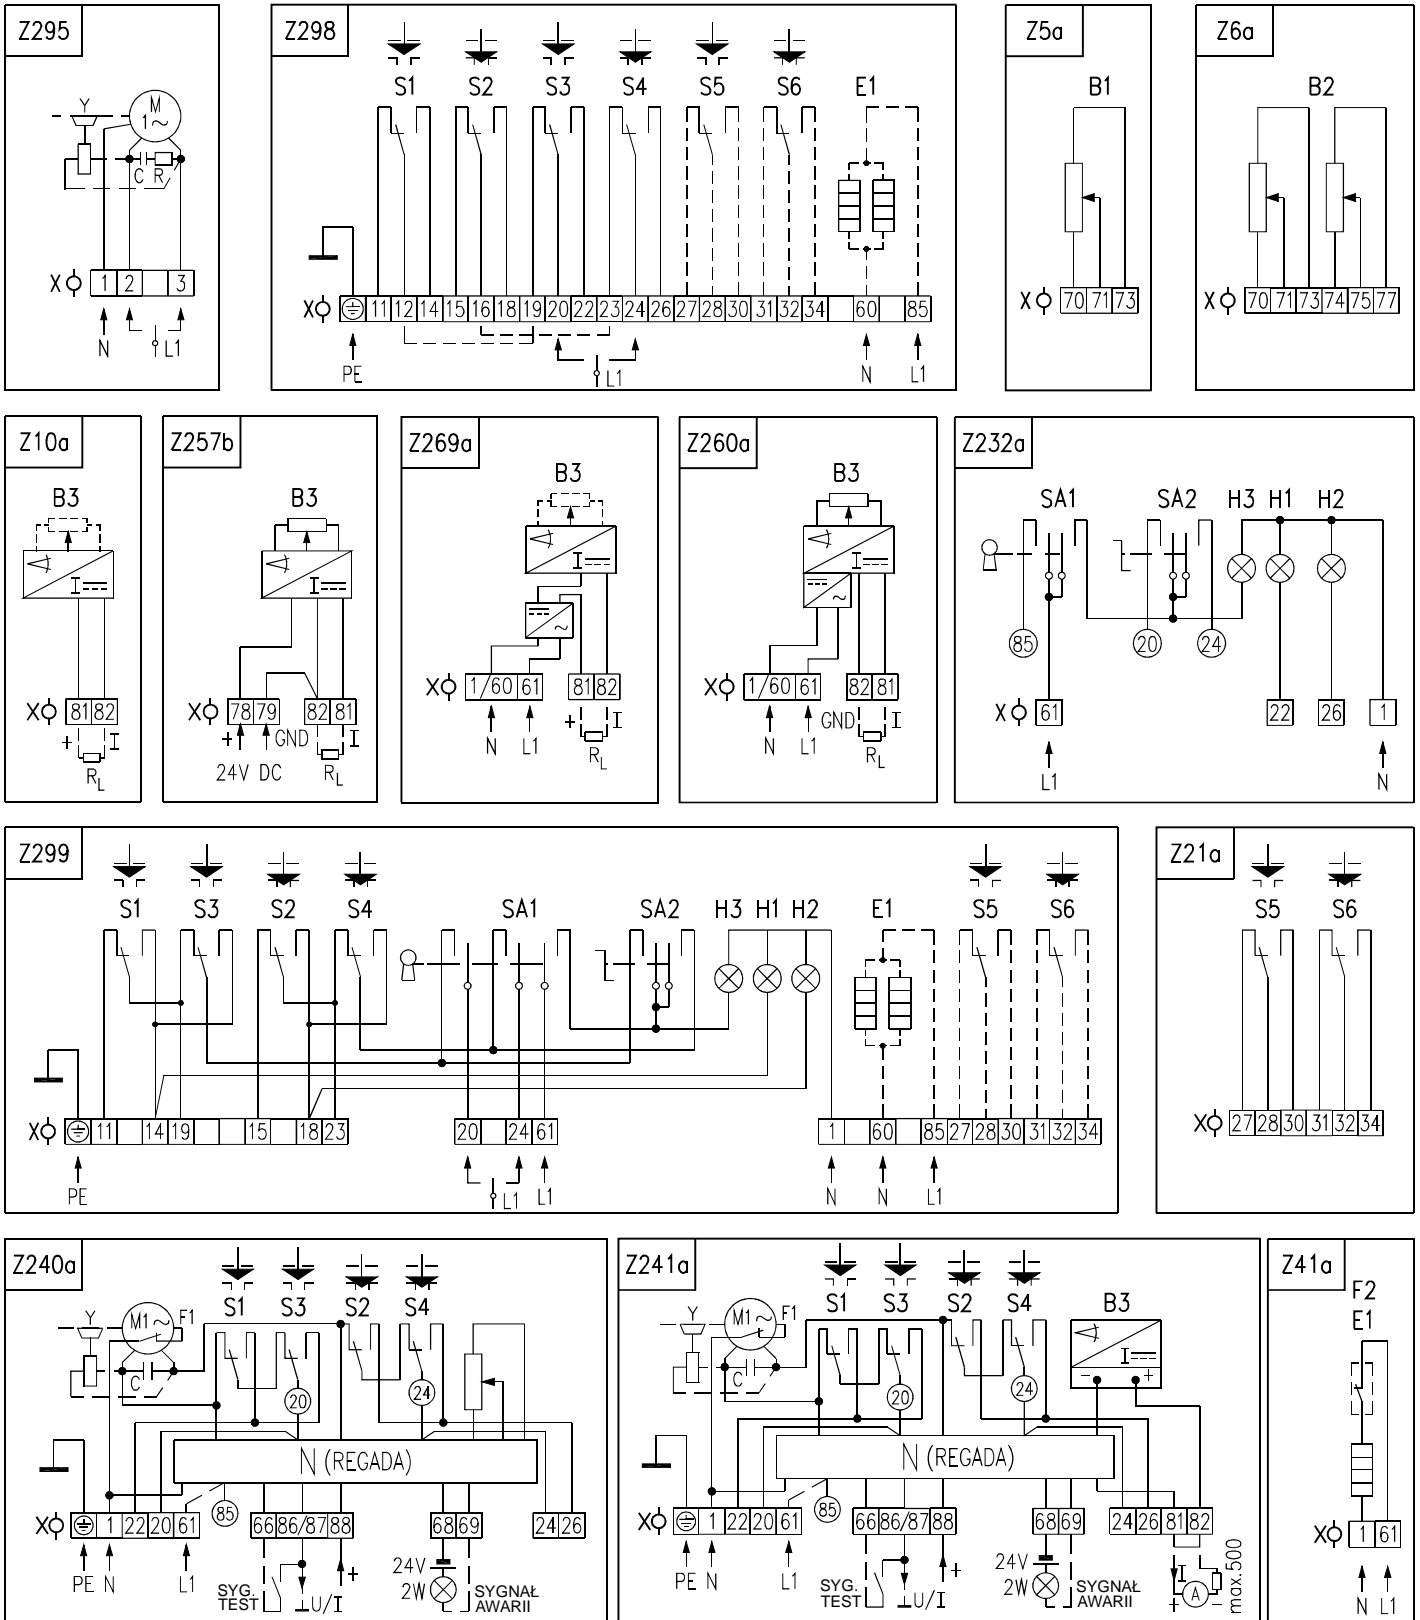 Z295
Y
M
1~
C R
X 1 2 3
N
L1
Z298
S1 S2 S3 S4 S5 S6 E1
X 11 12 14 15 16 18 19 20 22 23 24 26 27 28 30 31 32 34 60 85
PE L1 N L1
Z5a
B1
X 70 71 73
Z6a
B2
X 70 71 73 74 75 77
Z10a
B3
I
X 81 82
+ I
RL
Z257b
B3
I
X 78 79 82 81
+ GND I
24V DC RL
Z269a
B3
I
~
X 1/60 61 81 82
+ I
N L1 RL
Z260a
B3
I
~
X 1/60 61 82 81
GND I
N L1 RL
Z232a
SA1 SA2 H3 H1 H2
85 20 24
X 61 22 26 1
L1 N
Z299
S1 S3 S2 S4 SA1 SA2 H3 H1 H2 E1 S5 S6
X 11 14 19 15 18 23 20 24 61 1 60 85 27 28 30 31 32 34
PE L1 L1 N N L1
Z21a
S5 S6
X 27 28 30 31 32 34
Z240a
S1 S3 S2 S4
Y M1~ F1
C
20 24
N (REGADA)
85
X 1 22 20 61 66 86/87 88 68 69 24 26
PE N L1
SYG.
TEST
U/I
+
24V
2W
SYGNAŁ
AWARII
Z241a
S1 S3 S2 S4 B3
Y M1~ F1
I
- +
C
20 24
N (REGADA)
85
X 1 22 20 61 66 86/87 88 68 69 24 26 81 82
PE N L1
SYG.
TEST
U/I
+
24V
2W
SYGNAŁ
AWARII
I
A
+ -
max.500
Z41a
F2
E1
X 1 61
N L1